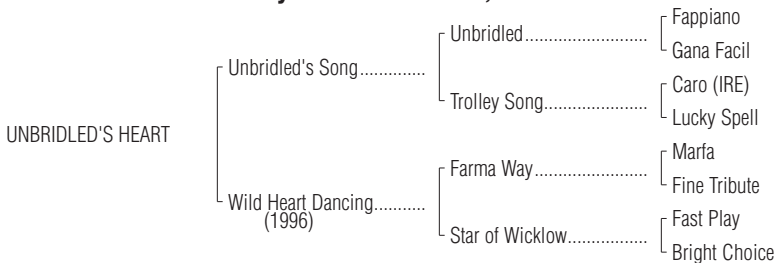 Fappiano
Unbridled...............................
Gana Facil
Unbridled's Song..............
Caro (IRE)
Trolley Song..........................
Lucky Spell
UNBRIDLED'S HEART
Marfa
Farma Way.............................
Fine Tribute
Wild Heart Dancing...........
(1996)
Fast Play
Star of Wicklow....................
Bright Choice